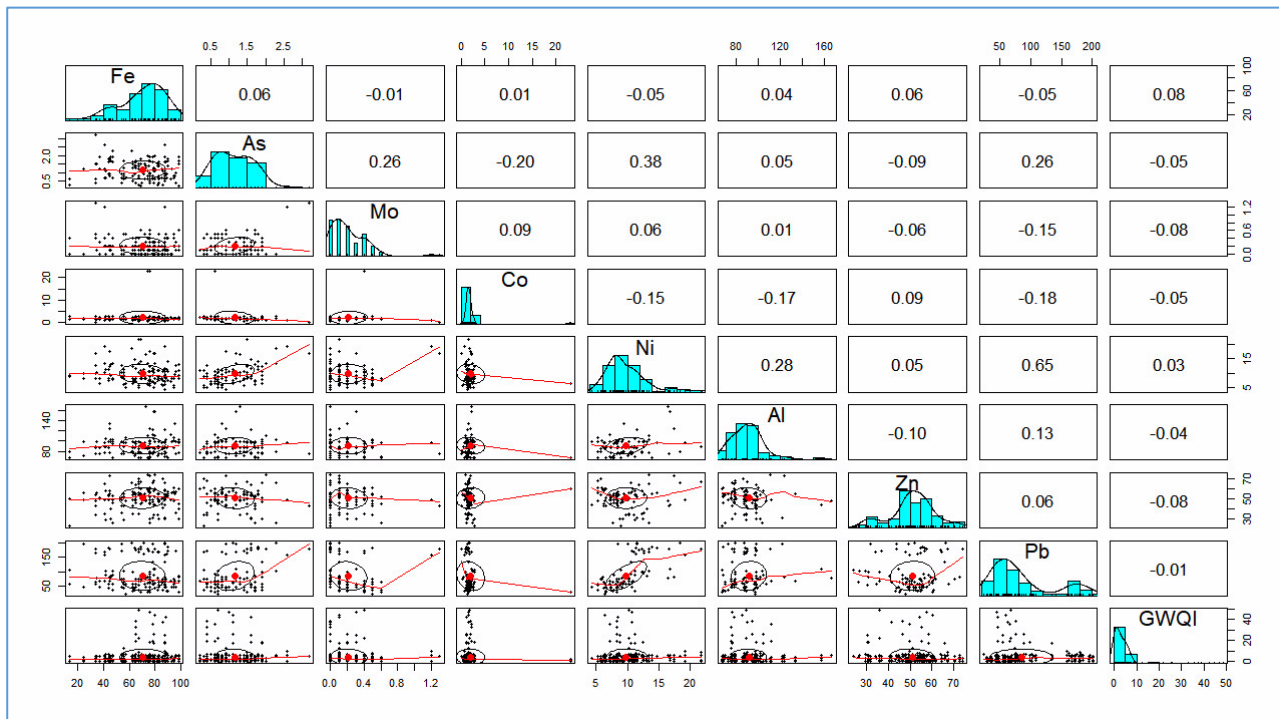 0.5 1.5 2.5 0 5 10 20 80 120 160 50 100 150 200
Fe 0.06 -0.01 0.01 -0.05 0.04 0.06 -0.05 0.08 20 60 100
0.5 2.0 As 0.26 -0.20 0.38 0.05 -0.09 0.26 -0.05
Mo 0.09 0.06 0.01 -0.06 -0.15 -0.08 0.0 0.6 1.2
0 10 20 Co -0.15 -0.17 0.09 -0.18 -0.05
Ni 0.28 0.05 0.65 0.03 5 15
80 140 Al -0.10 0.13 -0.04
Zn 0.06 -0.08 30 50 70
50 150 Pb -0.01
GWQI 0 20 40
20 40 60 80 100 0.0 0.4 0.8 1.2 5 10 15 20 30 40 50 60 70 0 10 20 30 40 50